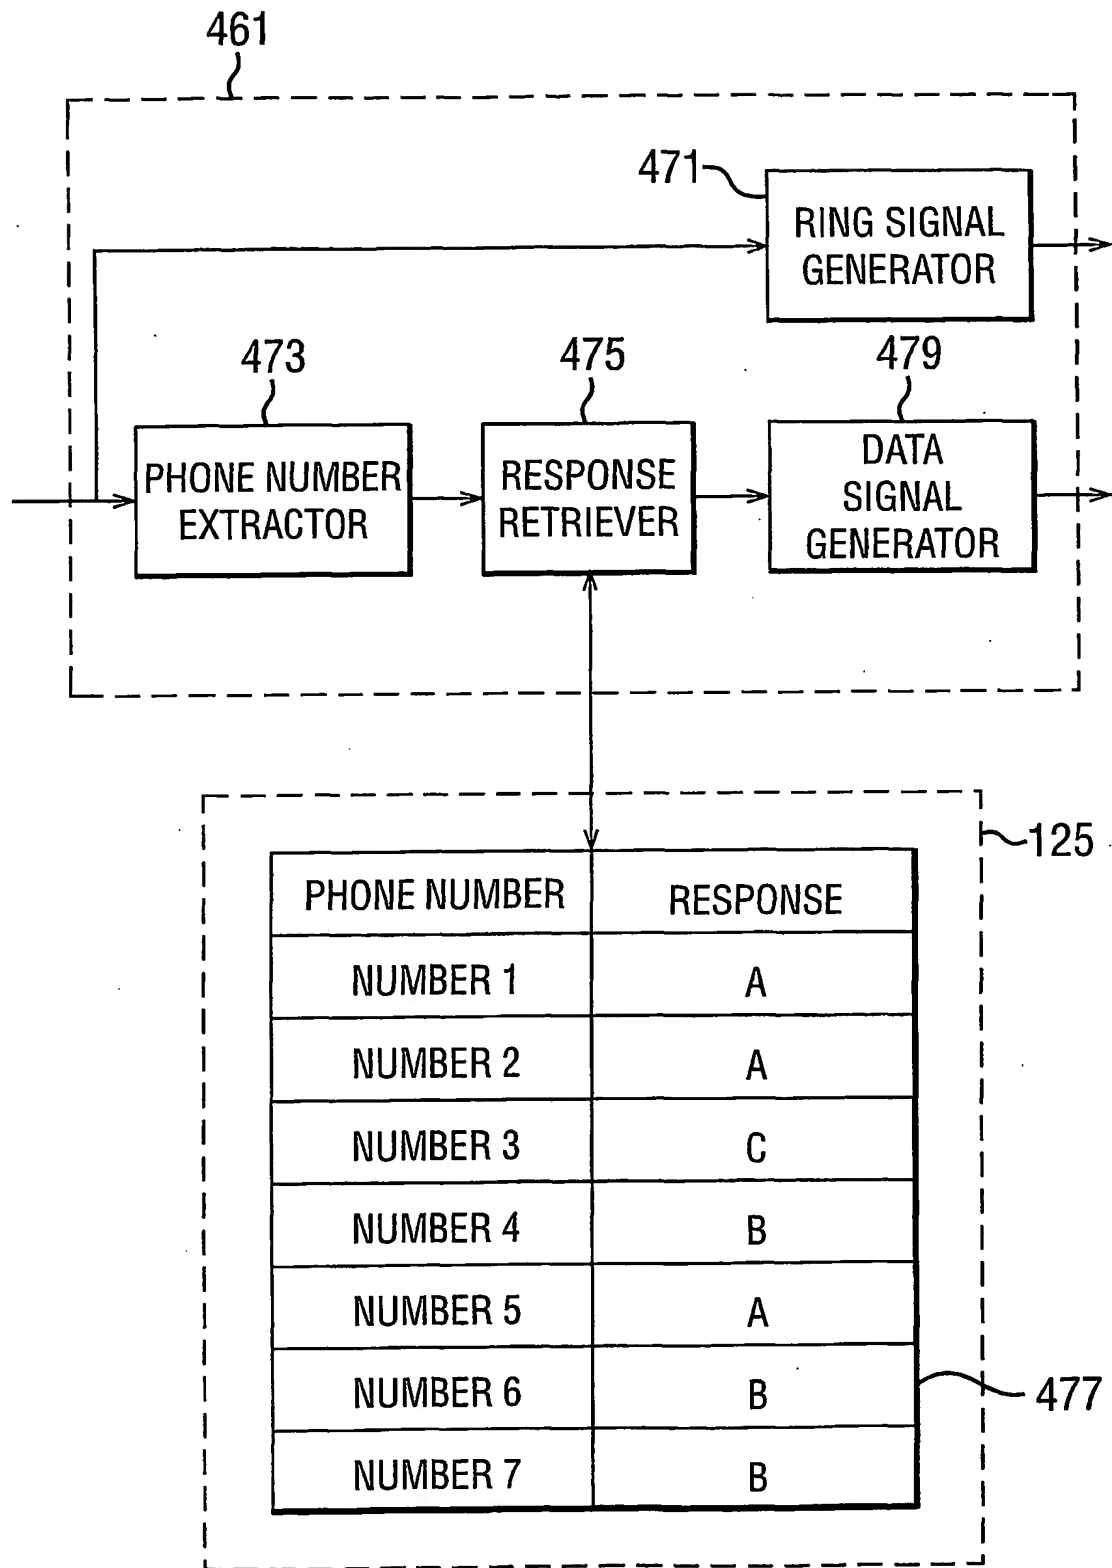 461
471
RING SIGNAL
GENERATOR
473
475
479
PHONE NUMBER
EXTRACTOR
RESPONSE
RETRIEVER
DATA
SIGNAL
GENERATOR
125
PHONE NUMBER RESPONSE
NUMBER 1 A
NUMBER 2 A
NUMBER 3 C
NUMBER 4 B
NUMBER 5 A
NUMBER 6 B
477
NUMBER 7 B